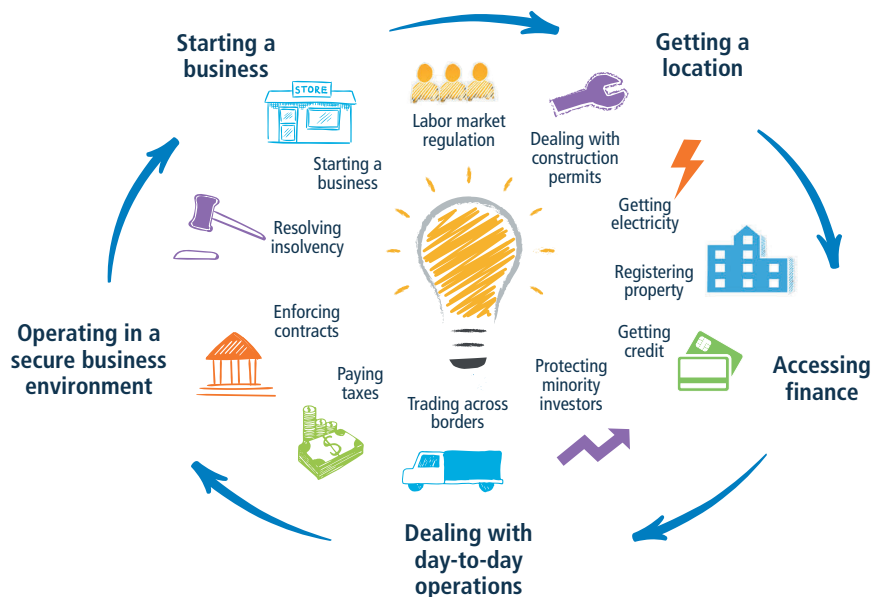 Starting a
business
Getting a
location
STORE
Labor market
regulation
Dealing with
construction
permits
Starting a
business
Getting
electricity
Resolving
insolvency
Registering
property
Enforcing
contracts
Getting
credit
Operating in a
secure business
environment
Accessing
finance
Protecting
minority
investors
Paying
taxes
Trading across
borders
$
Dealing with
day-to-day
operations